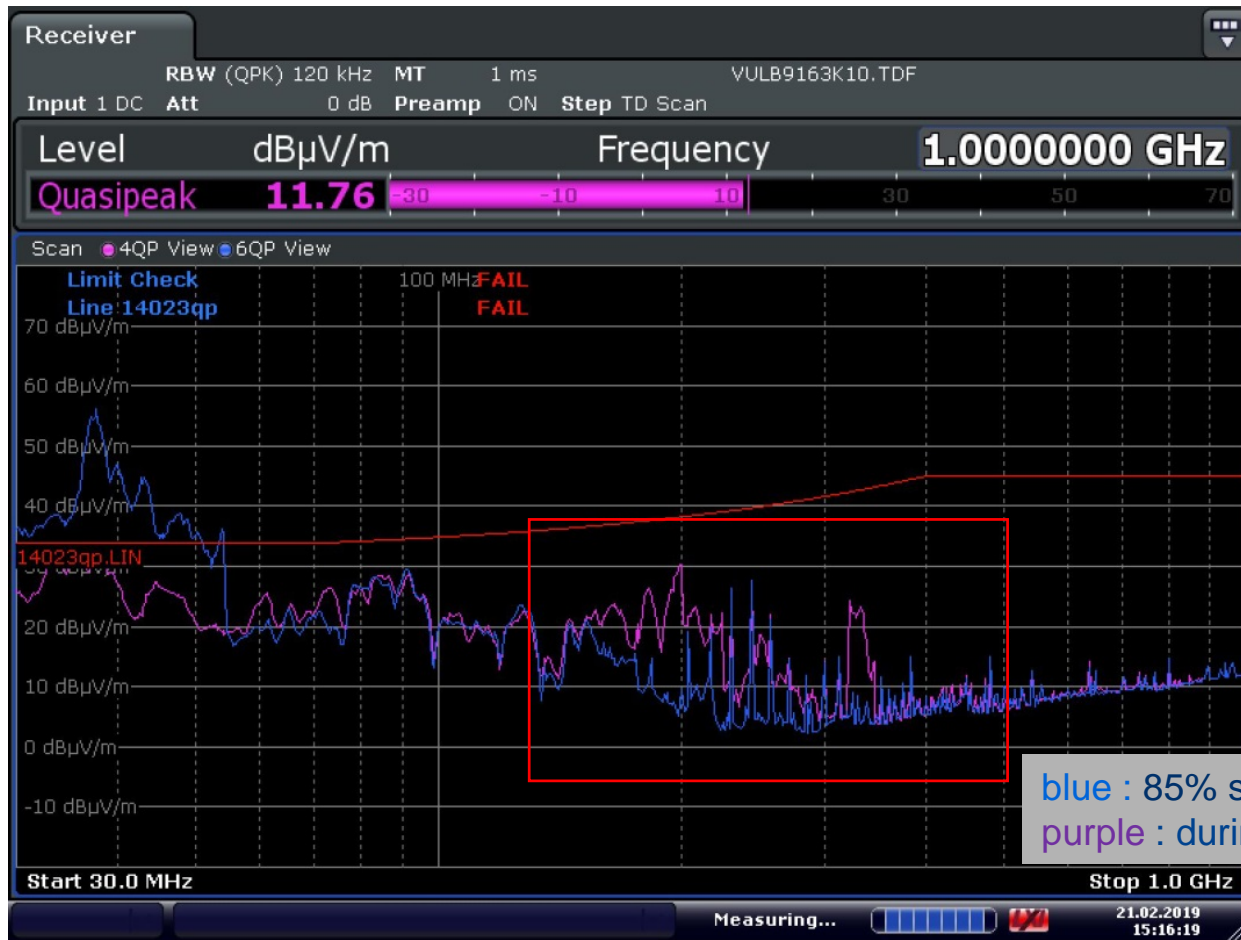 Receiver
RBW (QPK) 120 kHz MT 1 ms VULB9163K10.TDF
Input 1 DC Att 0 dB Preamp ON Step TD Scan
Level dBµV/m Frequency 1.0000000 GHz
Quasipeak 11.76 -30 -10 10 30 50 70
Scan 4QP View 6QP View
Limit Check 100 MHz FAIL
Line 14023qp FAIL
70 dBµV/m
60 dBµV/m
50 dBµV/m
40 dBµV/m
14023qp.LIN
30 dBµV/m
20 dBµV/m
10 dBµV/m
0 dBµV/m
-10 dBµV/m
blue : 85% s
purple : duri
Start 30.0 MHz Stop 1.0 GHz
Measuring... LXI 21.02.2019
15:16:19